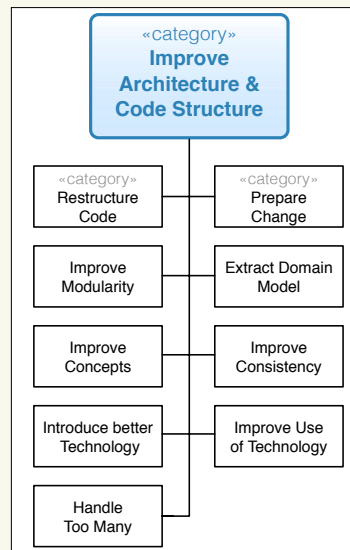 «category»
Improve
Architecture &
Code Structure
«category»
Restructure
Code
«category»
Prepare
Change
Improve
Modularity
Extract Domain
Model
Improve
Concepts
Improve
Consistency
Introduce better
Technology
Improve Use
of Technology
Handle
Too Many